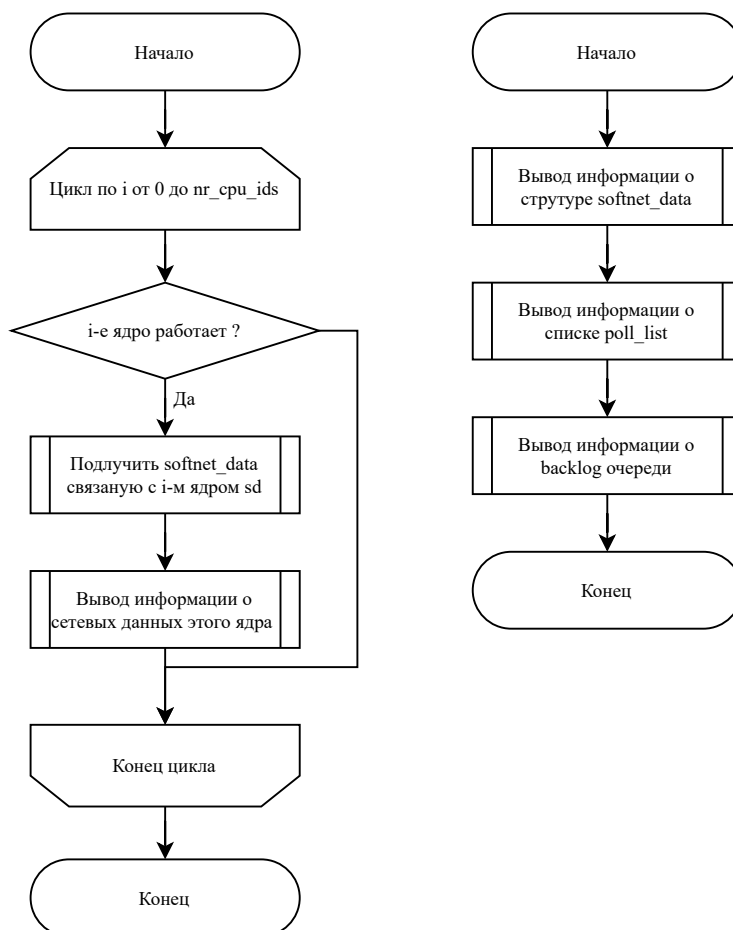 Начало
Цикл по i от 0 до nr_cpu_ids
i-е ядро работает ?
Да
Подлучить softnet_data
связаную с i-м ядром sd
Вывод информации о
сетевых данных этого ядра
Конец цикла
Конец
Начало
Вывод информации о
струтуре softnet_data
Вывод информации о
списке poll_list
Вывод информации о
backlog очереди
Конец